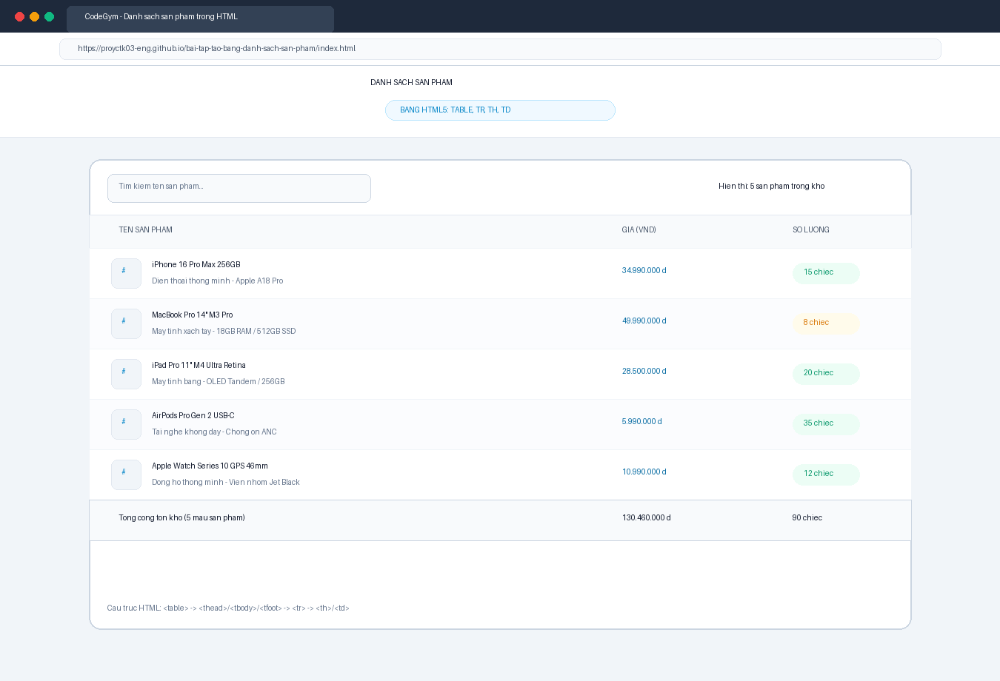 CodeGym - Danh sach san pham trong HTML
https://proyctk03-eng.github.io/bai-tap-tao-bang-danh-sach-san-pham/index.html
DANH SACH SAN PHAM
BANG HTML5: TABLE, TR, TH, TD
Tim kiem ten san pham...
Hien thi: 5 san pham trong kho
TEN SAN PHAM GIA (VND) SO LUONG
# iPhone 16 Pro Max 256GB 34.990.000 d 15 chiec
Dien thoai thong minh - Apple A18 Pro
# MacBook Pro 14" M3 Pro 49.990.000 d 8 chiec
May tinh xach tay - 18GB RAM / 512GB SSD
# iPad Pro 11" M4 Ultra Retina 28.500.000 d 20 chiec
May tinh bang - OLED Tandem / 256GB
# AirPods Pro Gen 2 USB-C 5.990.000 d 35 chiec
Tai nghe khong day - Chong on ANC
# Apple Watch Series 10 GPS 46mm 10.990.000 d 12 chiec
Dong ho thong minh - Vien nhom Jet Black
Tong cong ton kho (5 mau san pham) 130.460.000 d 90 chiec
Cau truc HTML: <table> -> <thead>/<tbody>/<tfoot> -> <tr> -> <th>/<td>